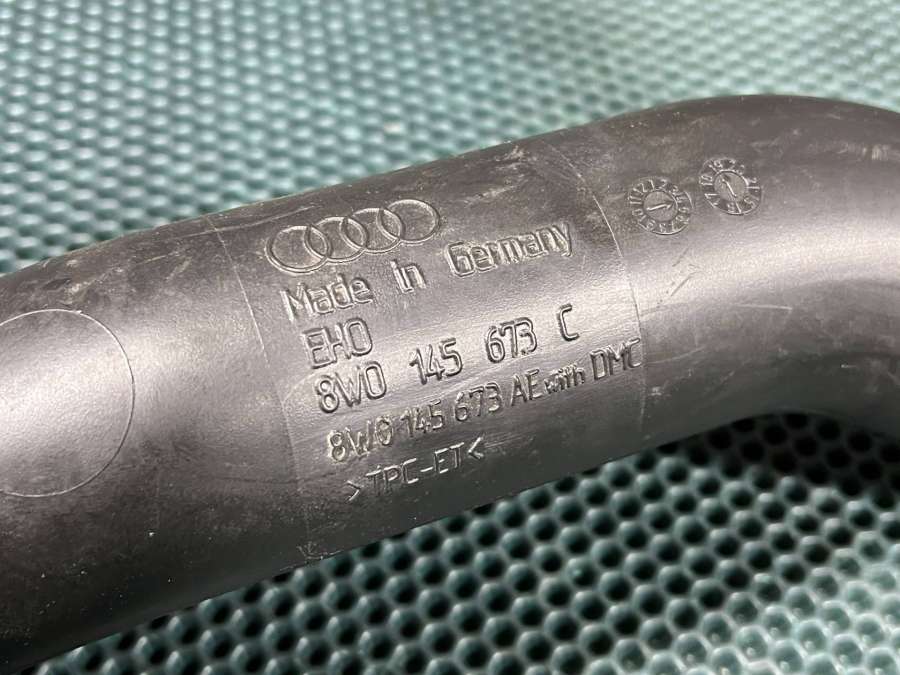 Made in Germany
EHO
8W0 145 673 C
8W0 145 673 AE with DMC
>TPC-ET<